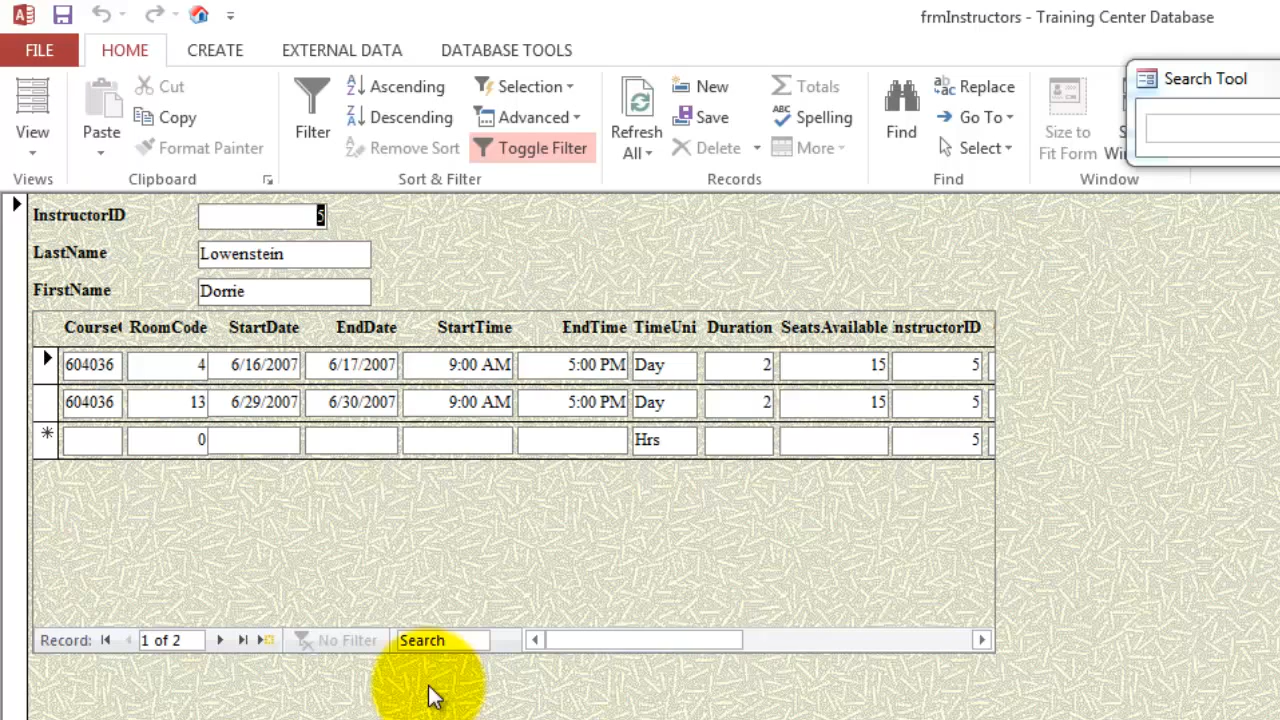 frmInstructors - Training Center Database
FILE HOME CREATE EXTERNAL DATA DATABASE TOOLS
View
Views
Paste
Cut
Copy
Format Painter
Clipboard
Filter
Ascending
Descending
Remove Sort
Selection
Advanced
Toggle Filter
Sort & Filter
Refresh
All
New
Save
Delete
Totals
Spelling
More
Records
Find
Replace
Go To
Select
Find
Size to
Fit Form
Window
Search Tool
InstructorID 5
LastName Lowenstein
FirstName Dorrie
Course RoomCode StartDate EndDate StartTime EndTime TimeUni Duration SeatsAvailable nstructorID
604036 4 6/16/2007 6/17/2007 9:00 AM 5:00 PM Day 2 15 5
604036 13 6/29/2007 6/30/2007 9:00 AM 5:00 PM Day 2 15 5
0 Hrs 5
Record: 1 of 2 No Filter Search